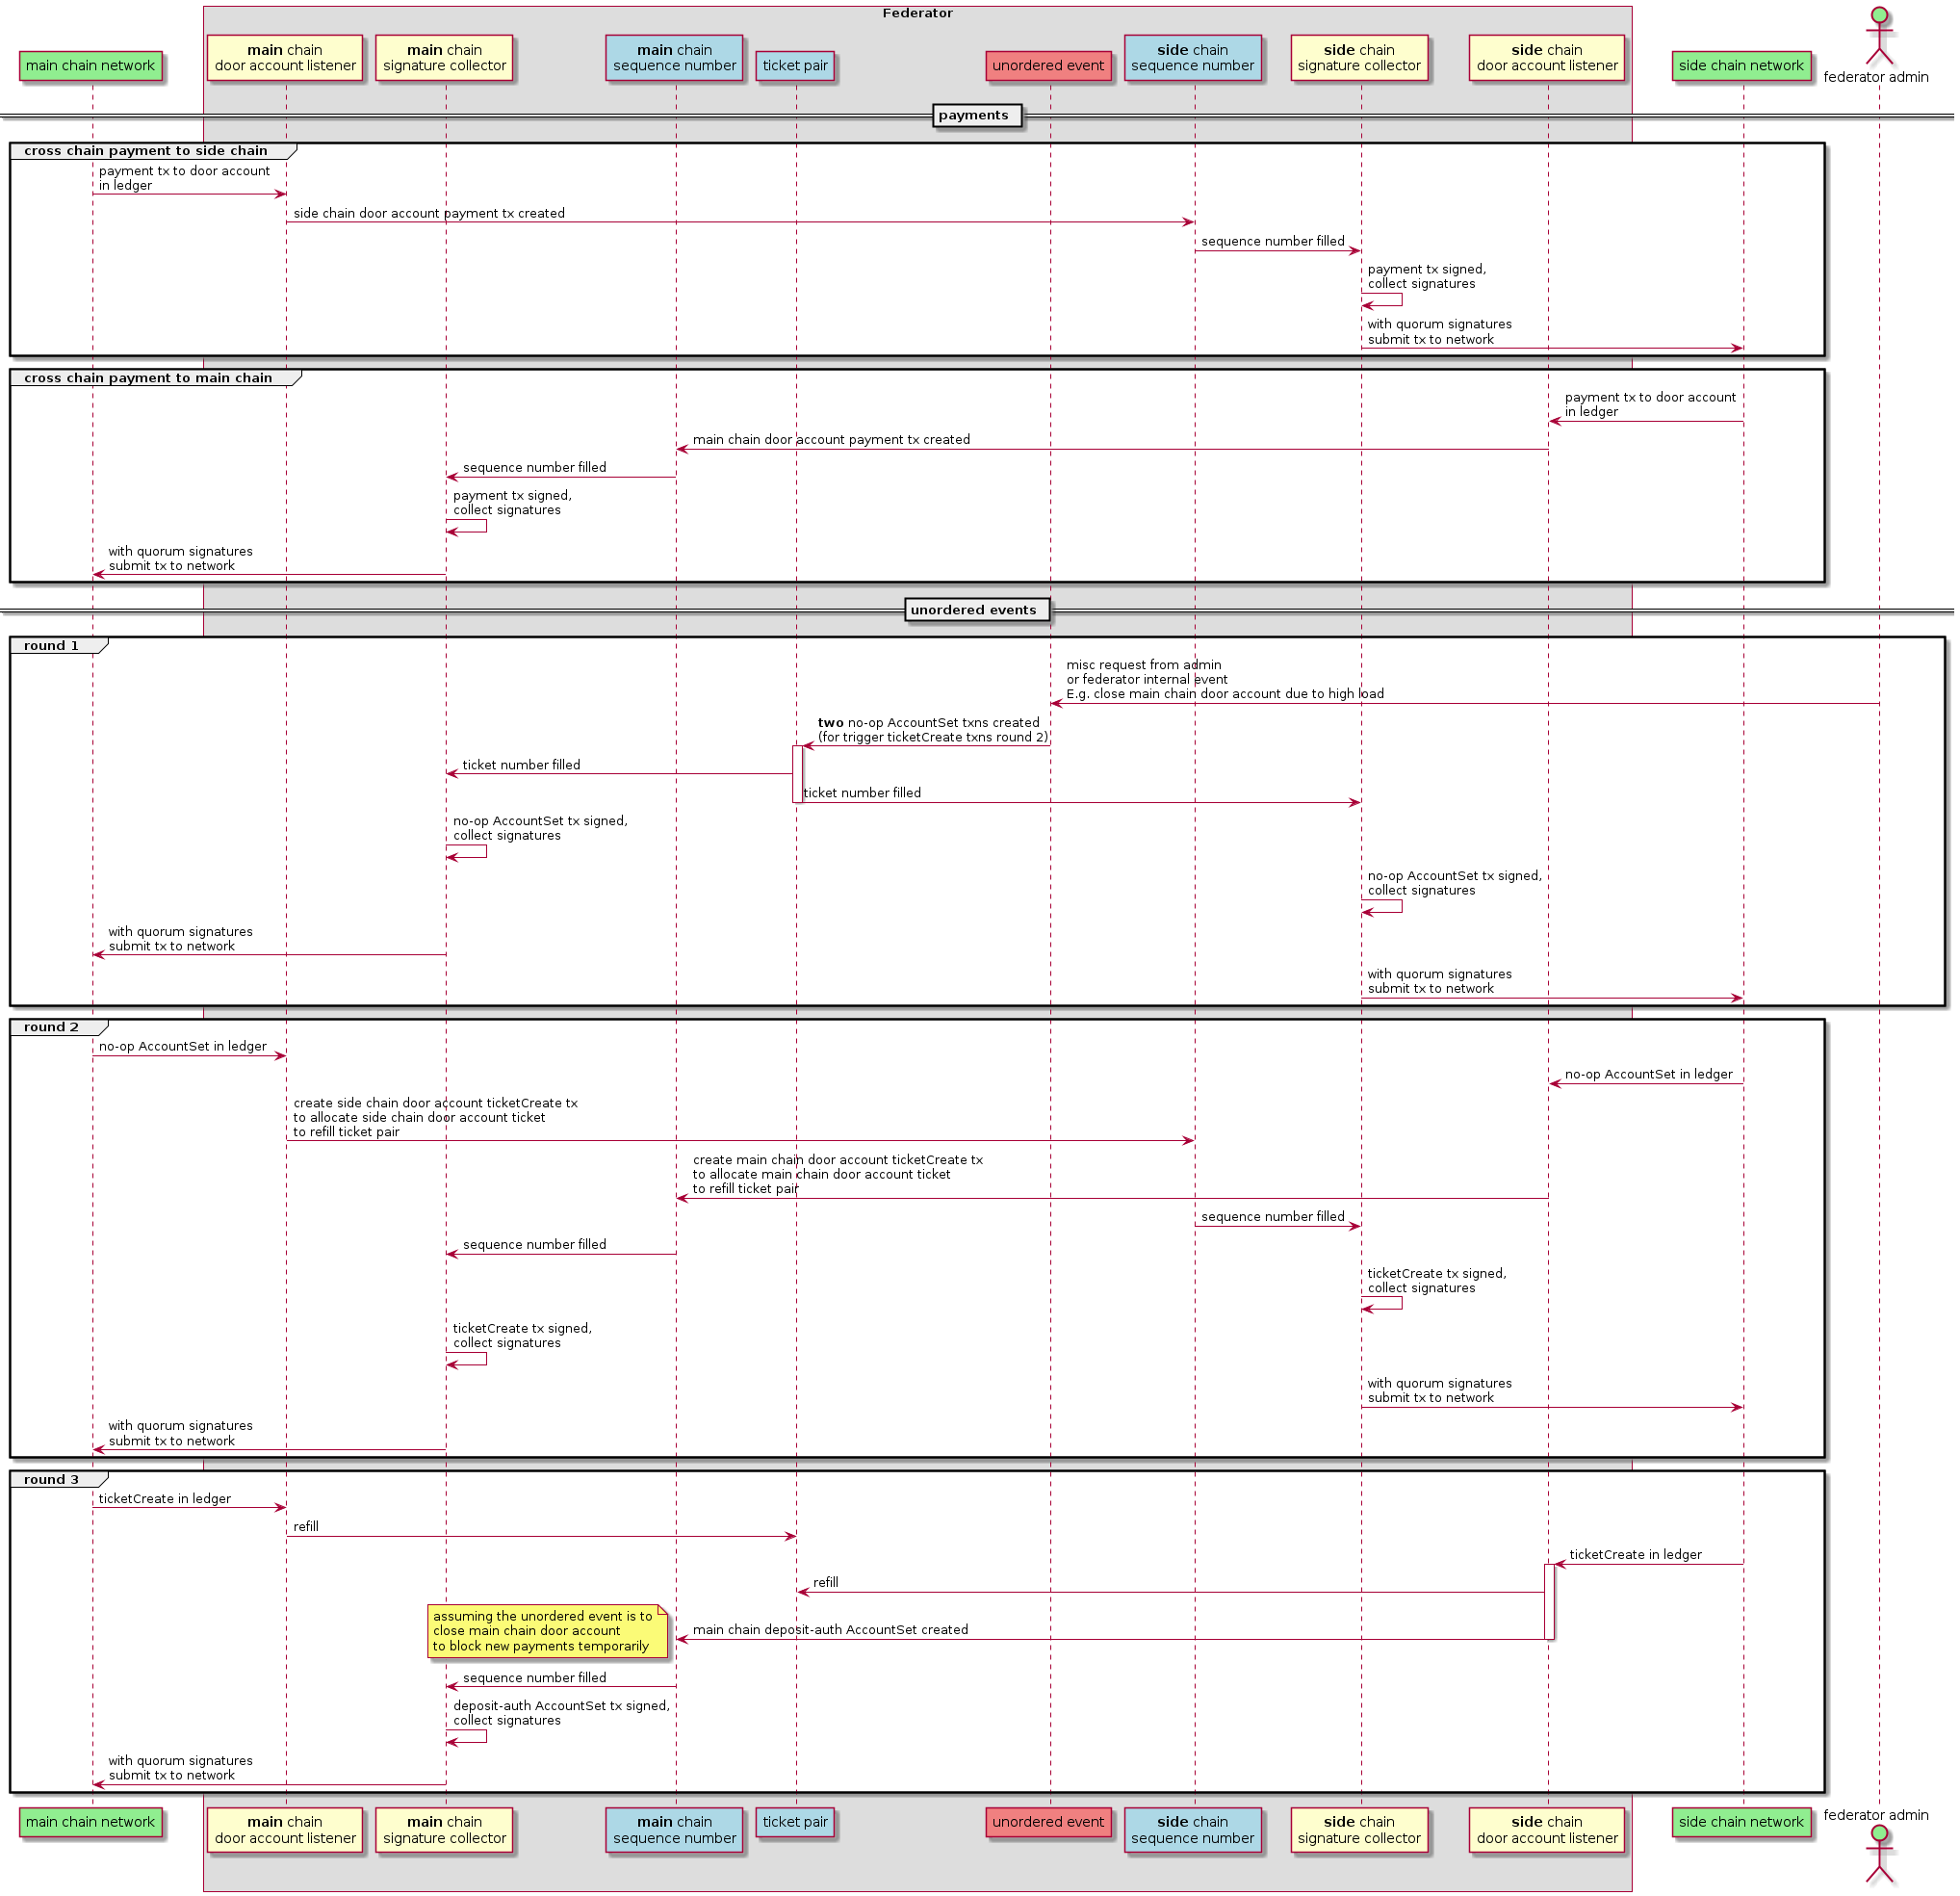 Federator
main chain network
main chain
door account listener
main chain
signature collector
main chain
sequence number
ticket pair
unordered event
side chain
sequence number
side chain
signature collector
side chain
door account listener
side chain network
federator admin
payments
cross chain payment to side chain
payment tx to door account
in ledger
side chain door account payment tx created
sequence number filled
payment tx signed,
collect signatures
with quorum signatures
submit tx to network
cross chain payment to main chain
payment tx to door account
in ledger
main chain door account payment tx created
sequence number filled
payment tx signed,
collect signatures
with quorum signatures
submit tx to network
unordered events
round 1
misc request from admin
or federator internal event
E.g. close main chain door account due to high load
two no-op AccountSet txns created
(for trigger ticketCreate txns round 2)
ticket number filled
ticket number filled
no-op AccountSet tx signed,
collect signatures
no-op AccountSet tx signed,
collect signatures
with quorum signatures
submit tx to network
with quorum signatures
submit tx to network
round 2
no-op AccountSet in ledger
no-op AccountSet in ledger
create side chain door account ticketCreate tx
to allocate side chain door account ticket
to refill ticket pair
create main chain door account ticketCreate tx
to allocate main chain door account ticket
to refill ticket pair
sequence number filled
sequence number filled
ticketCreate tx signed,
collect signatures
ticketCreate tx signed,
collect signatures
with quorum signatures
submit tx to network
with quorum signatures
submit tx to network
round 3
ticketCreate in ledger
refill
ticketCreate in ledger
refill
assuming the unordered event is to
close main chain door account
to block new payments temporarily
main chain deposit-auth AccountSet created
sequence number filled
deposit-auth AccountSet tx signed,
collect signatures
with quorum signatures
submit tx to network
main chain network
main chain
door account listener
main chain
signature collector
main chain
sequence number
ticket pair
unordered event
side chain
sequence number
side chain
signature collector
side chain
door account listener
side chain network
federator admin